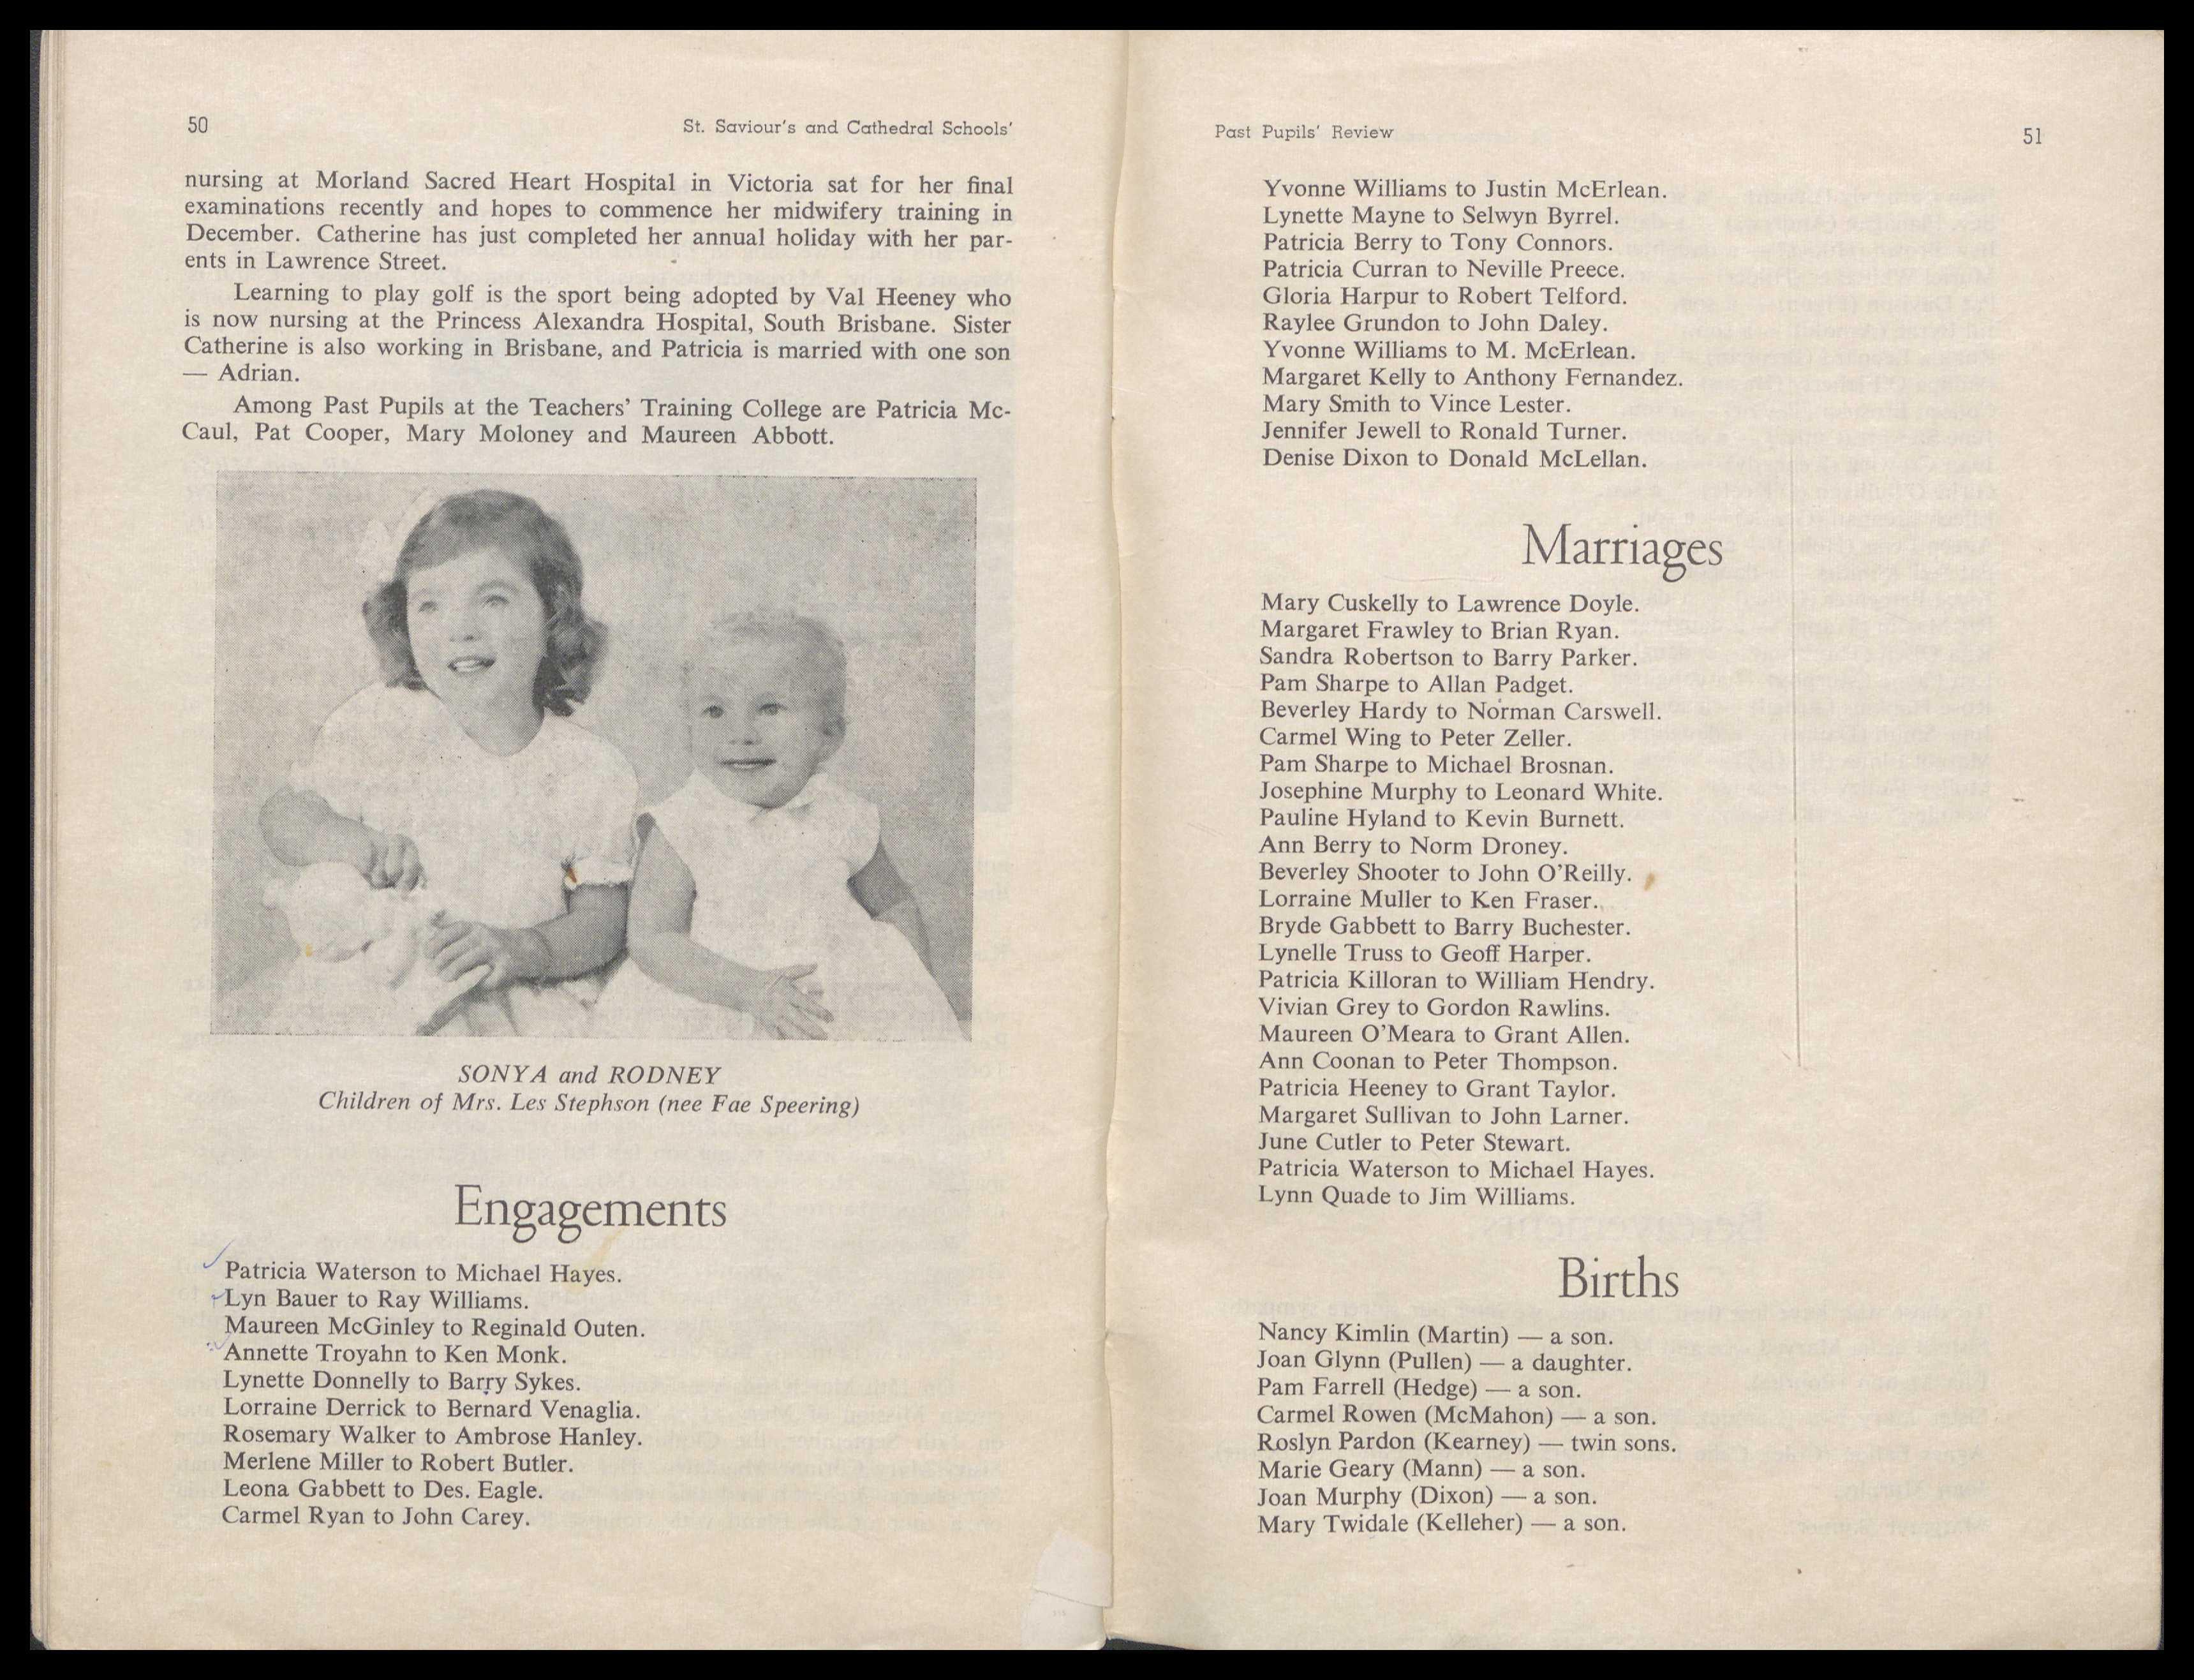 50
St. Saviour's and Cathedral Schools'
nursing at Morland Sacred Heart Hospital in Victoria sat for her final
examinations recently and hopes to commence her midwifery training in
December. Catherine has just completed her annual holiday with her par-
ents in Lawrence Street.
Learning to play golf is the sport being adopted by Val Heeney who
is now nursing at the Princess Alexandra Hospital, South Brisbane. Sister
Catherine is also working in Brisbane, and Patricia is married with one son
— Adrian.
Among Past Pupils at the Teachers' Training College are Patricia Mc-
Caul, Pat Cooper, Mary Moloney and Maureen Abbott.
SONYA and RODNEY
Children of Mrs. Les Stephson (nee Fae Speering)
Engagements
Patricia Waterson to Michael Hayes.
Lyn Bauer to Ray Williams.
Maureen McGinley to Reginald Outen.
Annette Troyahn to Ken Monk.
Lynette Donnelly to Barry Sykes.
Lorraine Derrick to Bernard Venaglia.
Rosemary Walker to Ambrose Hanley.
Merlene Miller to Robert Butler.
Leona Gabbett to Des. Eagle.
Carmel Ryan to John Carey.
Past Pupils' Review
51
Yvonne Williams to Justin McErlean.
Lynette Mayne to Selwyn Byrrel.
Patricia Berry to Tony Connors.
Patricia Curran to Neville Preece.
Gloria Harpur to Robert Telford.
Raylee Grundon to John Daley.
Yvonne Williams to M. McErlean.
Margaret Kelly to Anthony Fernandez.
Mary Smith to Vince Lester.
Jennifer Jewell to Ronald Turner.
Denise Dixon to Donald McLellan.
Marriages
Mary Cuskelly to Lawrence Doyle.
Margaret Frawley to Brian Ryan.
Sandra Robertson to Barry Parker.
Pam Sharpe to Allan Padget.
Beverley Hardy to Norman Carswell.
Carmel Wing to Peter Zeller.
Pam Sharpe to Michael Brosnan.
Josephine Murphy to Leonard White.
Pauline Hyland to Kevin Burnett.
Ann Berry to Norm Droney.
Beverley Shooter to John O'Reilly.
Lorraine Muller to Ken Fraser.
Bryde Gabbett to Barry Buchester.
Lynelle Truss to Geoff Harper.
Patricia Killoran to William Hendry.
Vivian Grey to Gordon Rawlins.
Maureen O'Meara to Grant Allen.
Ann Coonan to Peter Thompson.
Patricia Heeney to Grant Taylor.
Margaret Sullivan to John Larner.
June Cutler to Peter Stewart.
Patricia Waterson to Michael Hayes.
Lynn Quade to Jim Williams.
Births
Nancy Kimlin (Martin) — a son.
Joan Glynn (Pullen) — a daughter.
Pam Farrell (Hedge) — a son.
Carmel Rowen (McMahon) — a son.
Roslyn Pardon (Kearney) — twin sons.
Marie Geary (Mann) — a son.
Joan Murphy (Dixon) — a son.
Mary Twidale (Kelleher) — a son.